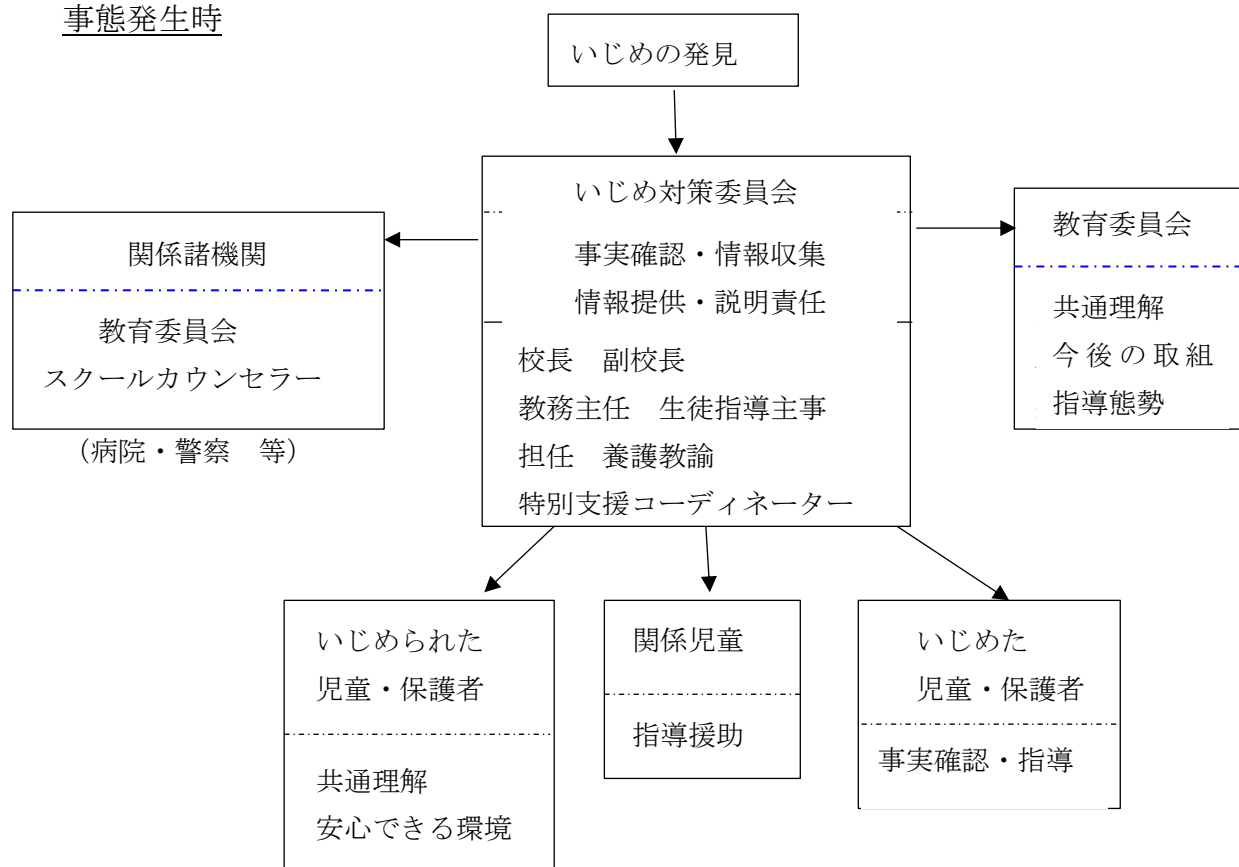 事態発生時
いじめの発見
いじめ対策委員会
事実確認・情報収集
情報提供・説明責任
校長　副校長
教務主任　生徒指導主事
担任　養護教諭
特別支援コーディネーター
関係諸機関
教育委員会
スクールカウンセラー
（病院・警察　等）
教育委員会
共通理解
今後の取組
指導態勢
いじめられた
児童・保護者
共通理解
安心できる環境
関係児童
指導援助
いじめた
児童・保護者
事実確認・指導